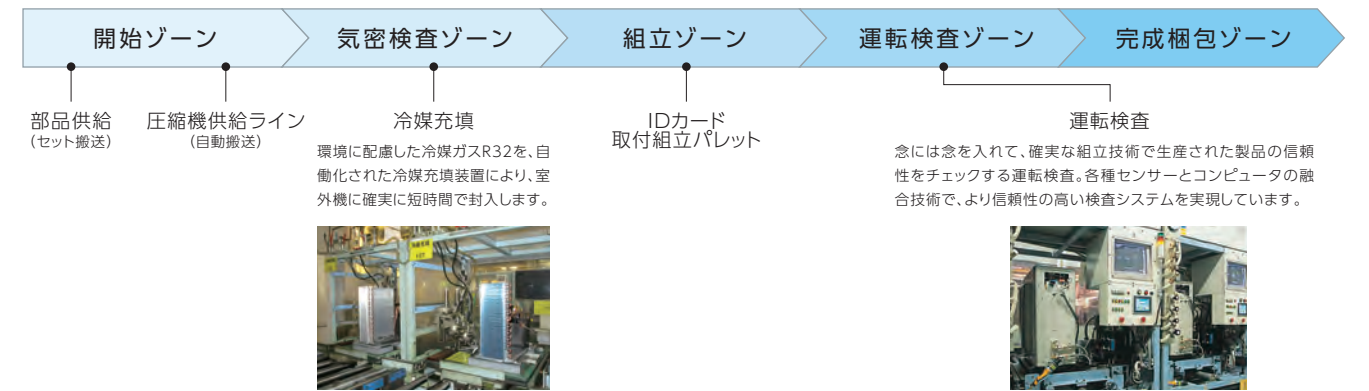 開始ゾーン
気密検査ゾーン
組立ゾーン
運転検査ゾーン
完成梱包ゾーン
部品供給
(セット搬送)
圧縮機供給ライン
(自動搬送)
冷媒充填
環境に配慮した冷媒ガスR32を、自
働化された冷媒充填装置により、室
外機に確実に短時間で封入します。
IDカード
取付組立パレット
運転検査
念には念を入れて、確実な組立技術で生産された製品の信頼
性をチェックする運転検査。各種センサーとコンピュータの融
合技術で、より信頼性の高い検査システムを実現しています。